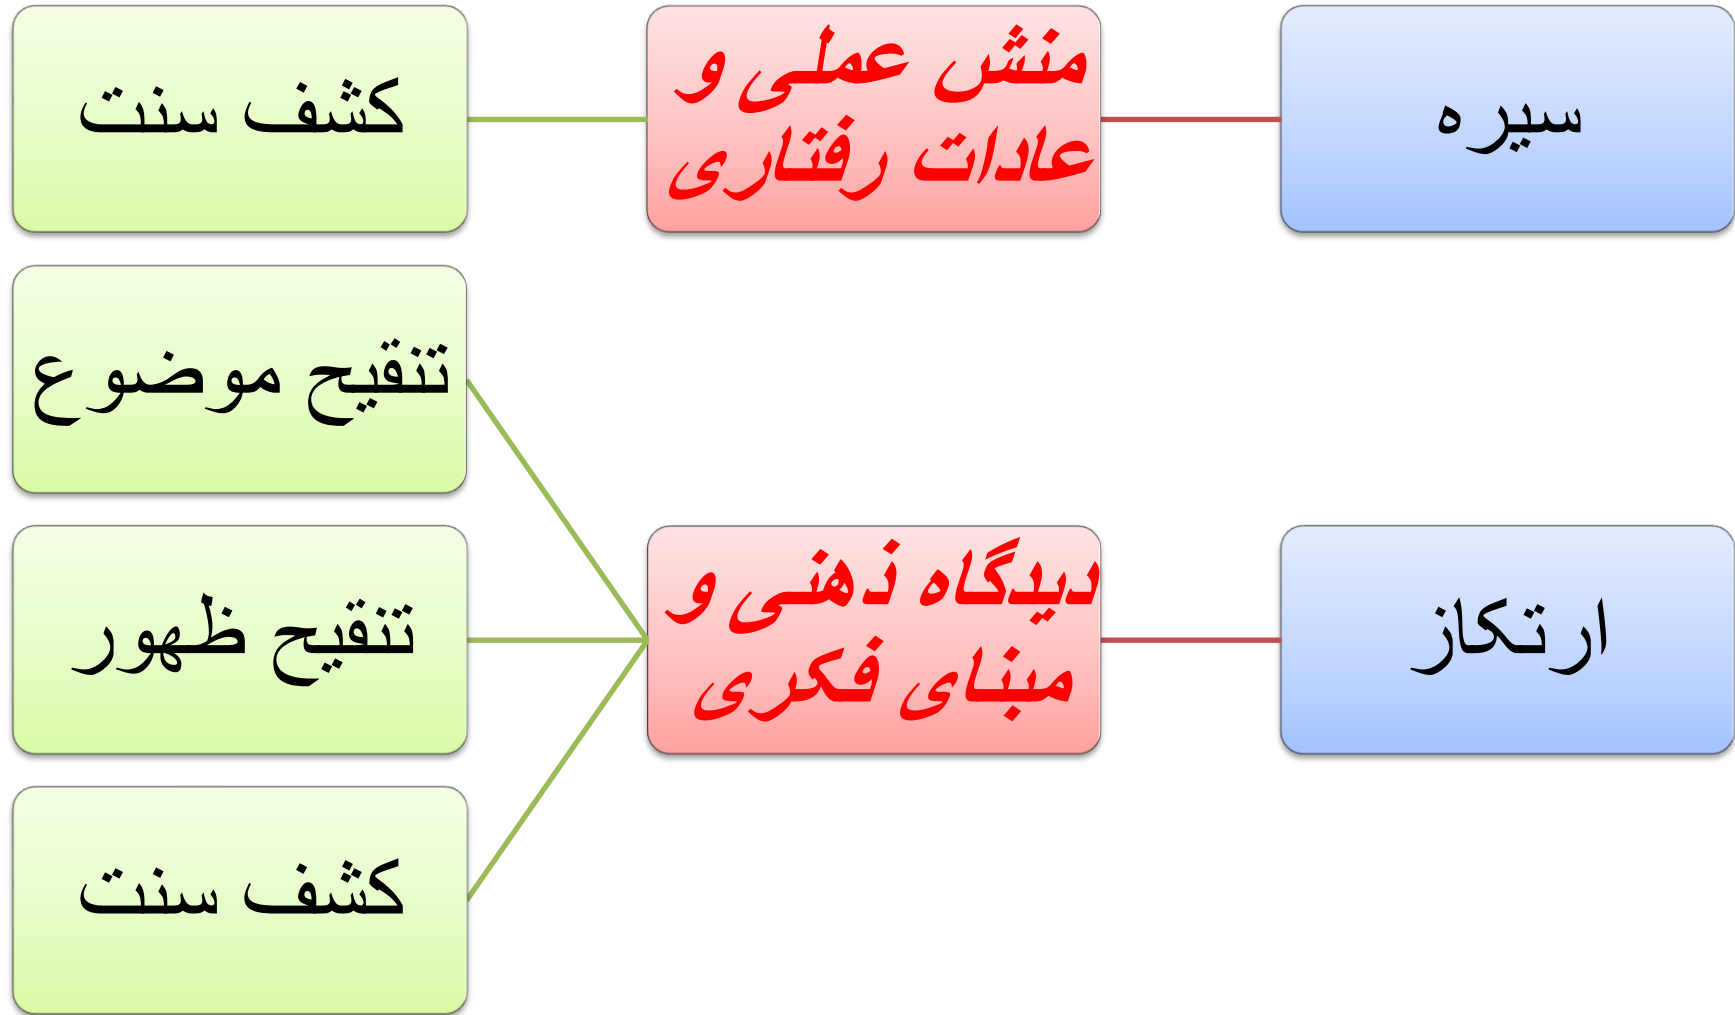 سیره
منش عملی و
عادات رفتاری
کشف سنت
ارتکاز
دیدگاه ذهنی و
مبنای فکری
تنقیح موضوع
تنقیح ظهور
کشف سنت